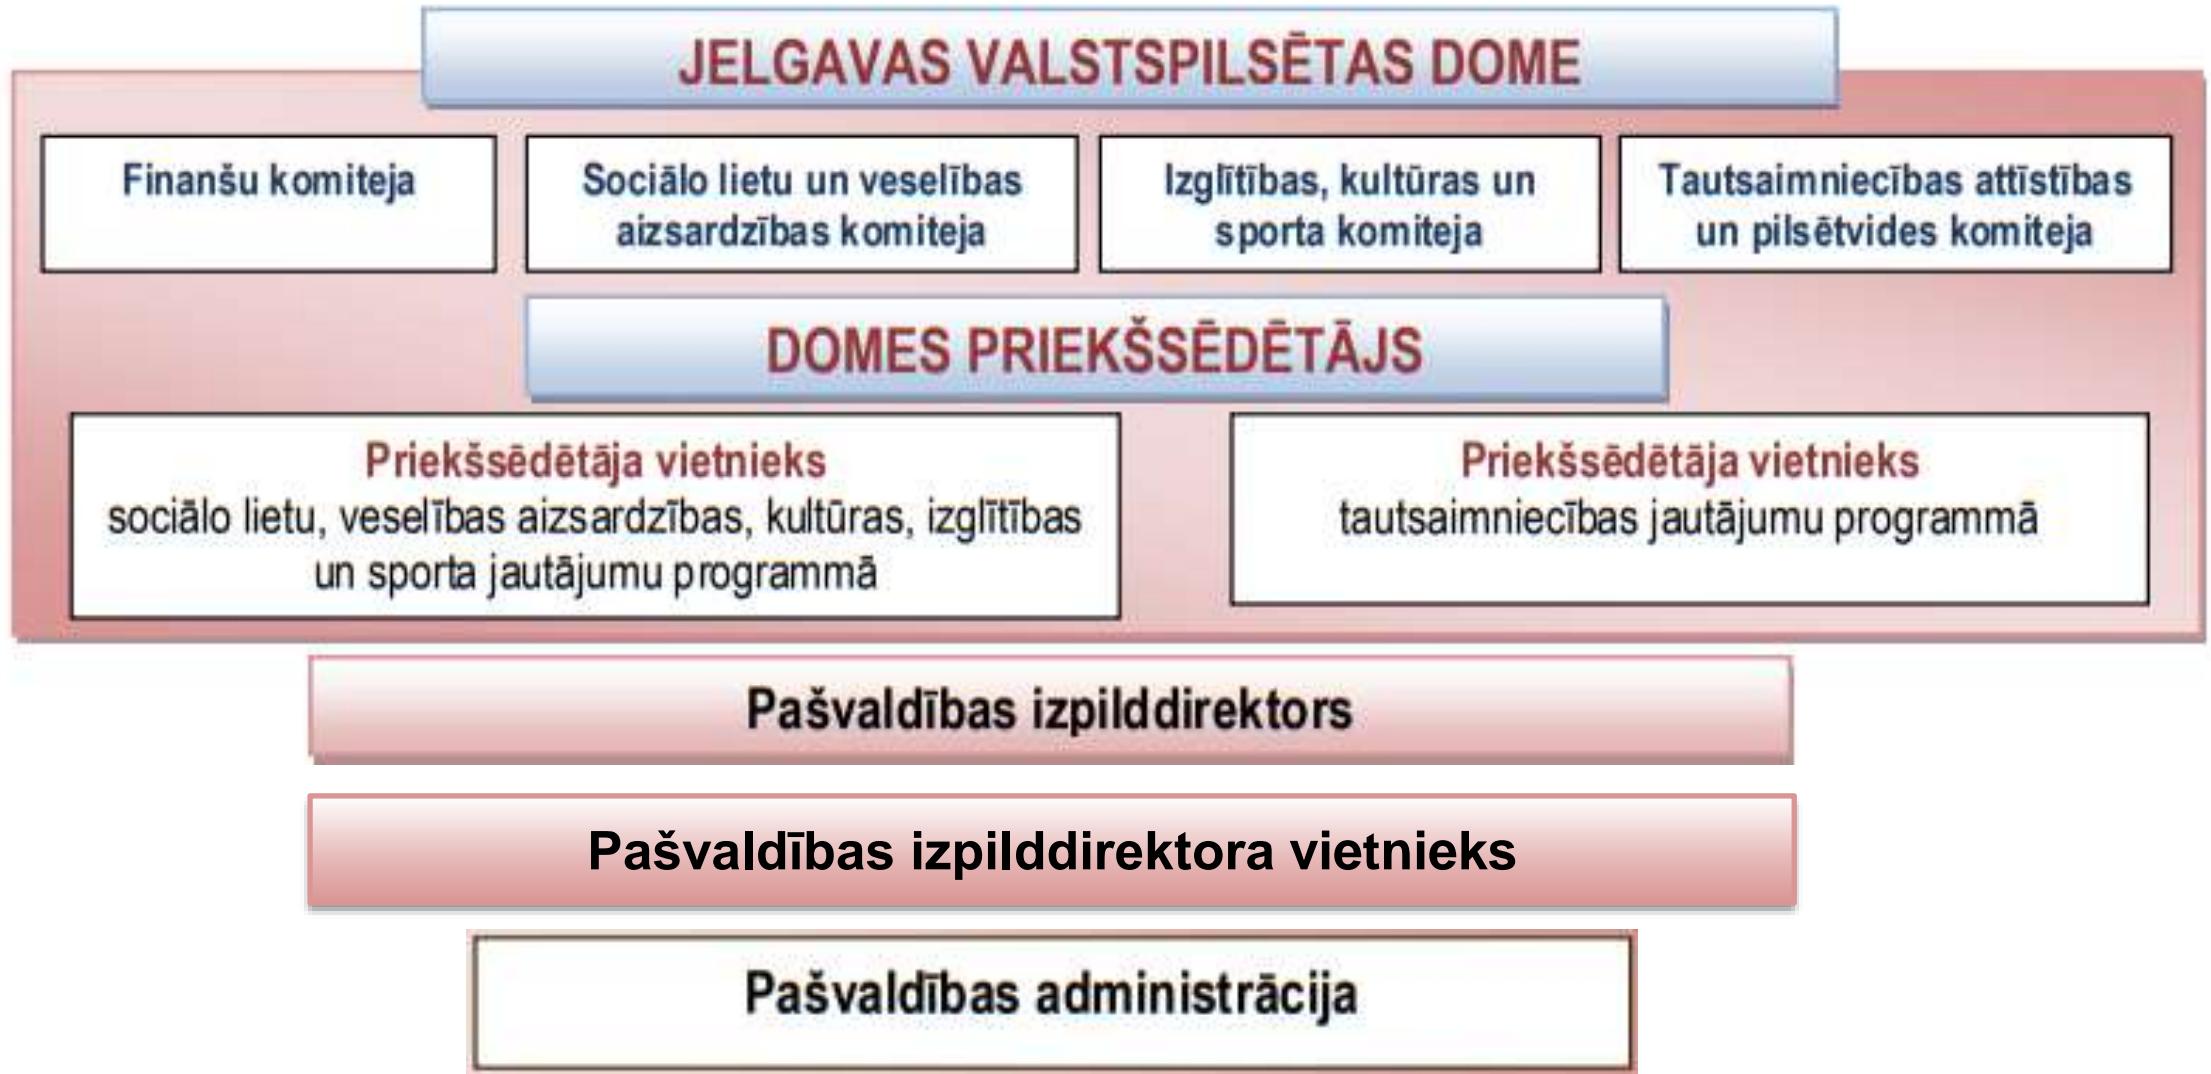 JELGAVAS VALSTSPILSĒTAS DOME
Finanšu komiteja
Sociālo lietu un veselības
aizsardzības komiteja
Izglītības, kultūras un
sporta komiteja
Tautsaimniecības attīstības
un pilsētvides komiteja
DOMES PRIEKŠSĒDĒTĀJS
Priekšsēdētāja vietnieks
sociālo lietu, veselības aizsardzības, kultūras, izglītības
un sporta jautājumu programmā
Priekšsēdētāja vietnieks
tautsaimniecības jautājumu programmā
Pašvaldības izpilddirektors
Pašvaldības izpilddirektora vietnieks
Pašvaldības administrācija